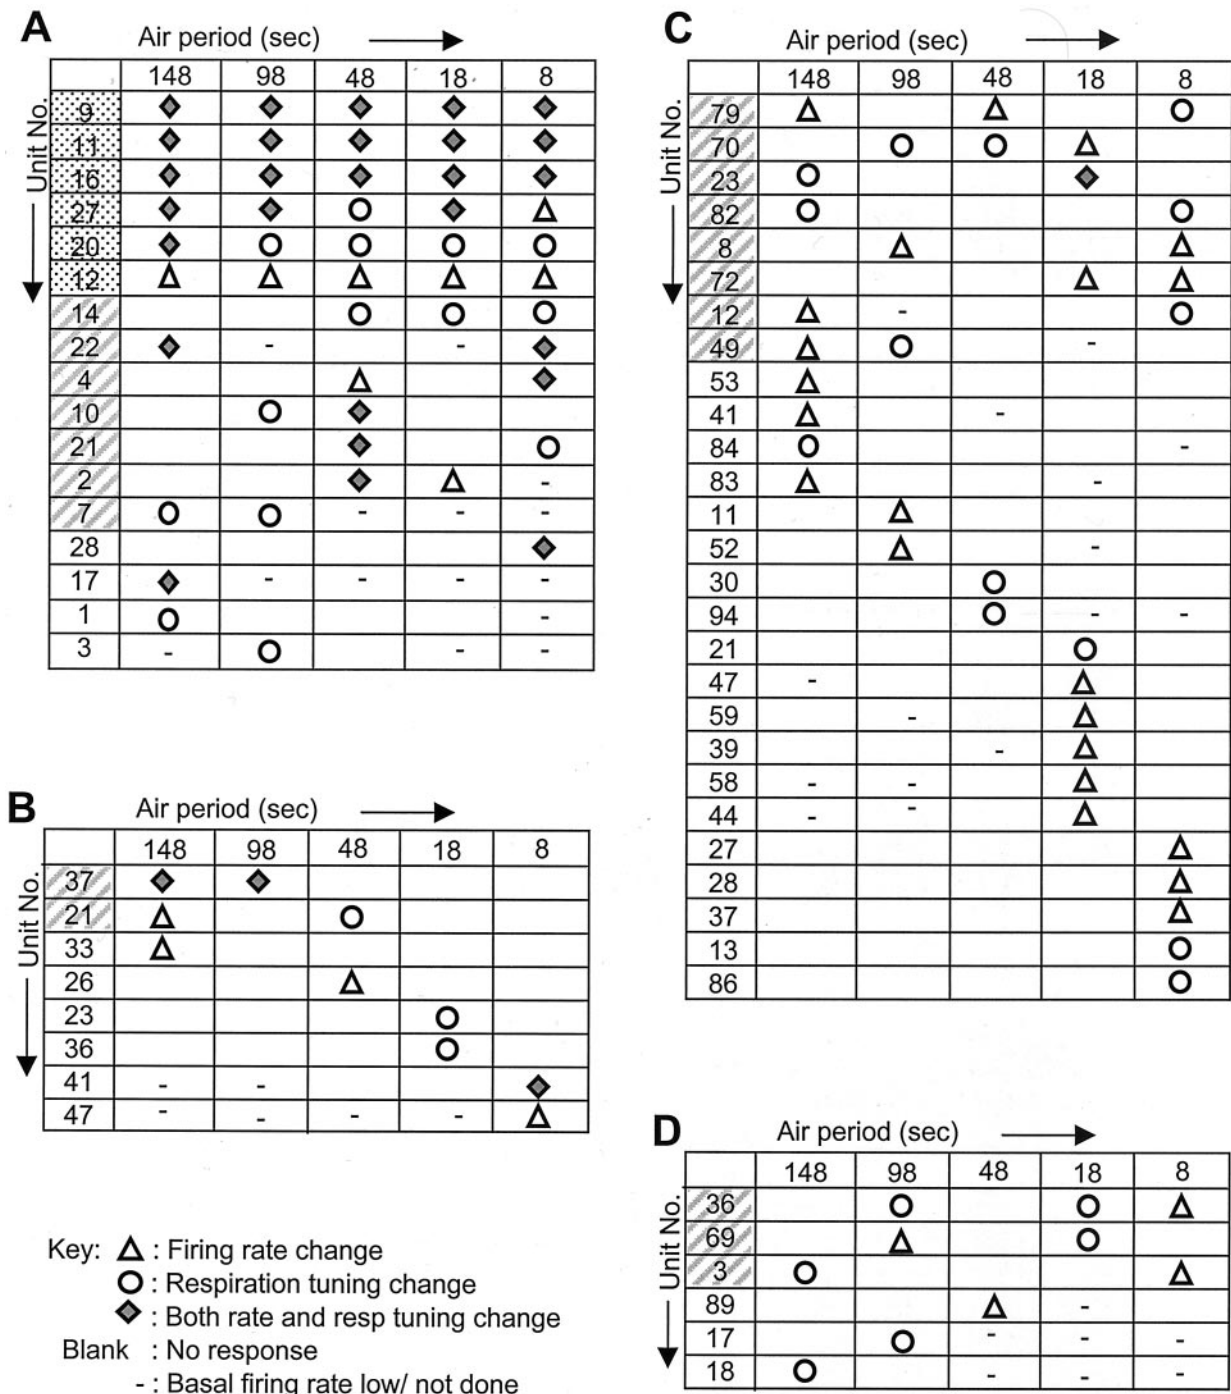 A
Air period (sec)
Unit No.
148 98 48 18 8
9
11
16
27
20
12
14
22 - -
4
10
21
2 -
7 - - -
28
17 - - - -
1 -
3 - - -
B
Air period (sec)
Unit No.
148 98 48 18 8
37
21
33
26
23
36
41 - -
47 - - - -
Key: : Firing rate change
: Respiration tuning change
: Both rate and resp tuning change
Blank : No response
- : Basal firing rate low/ not done
C
Air period (sec)
Unit No.
148 98 48 18 8
79
70
23
82
8
72
12 -
49 -
53
41 -
84 -
83 -
11
52 -
30
94 - -
21
47 -
59 -
39 -
58 - -
44 - -
27
28
37
13
86
D
Air period (sec)
Unit No.
148 98 48 18 8
36
69
3
89 -
17 - - -
18 - - -